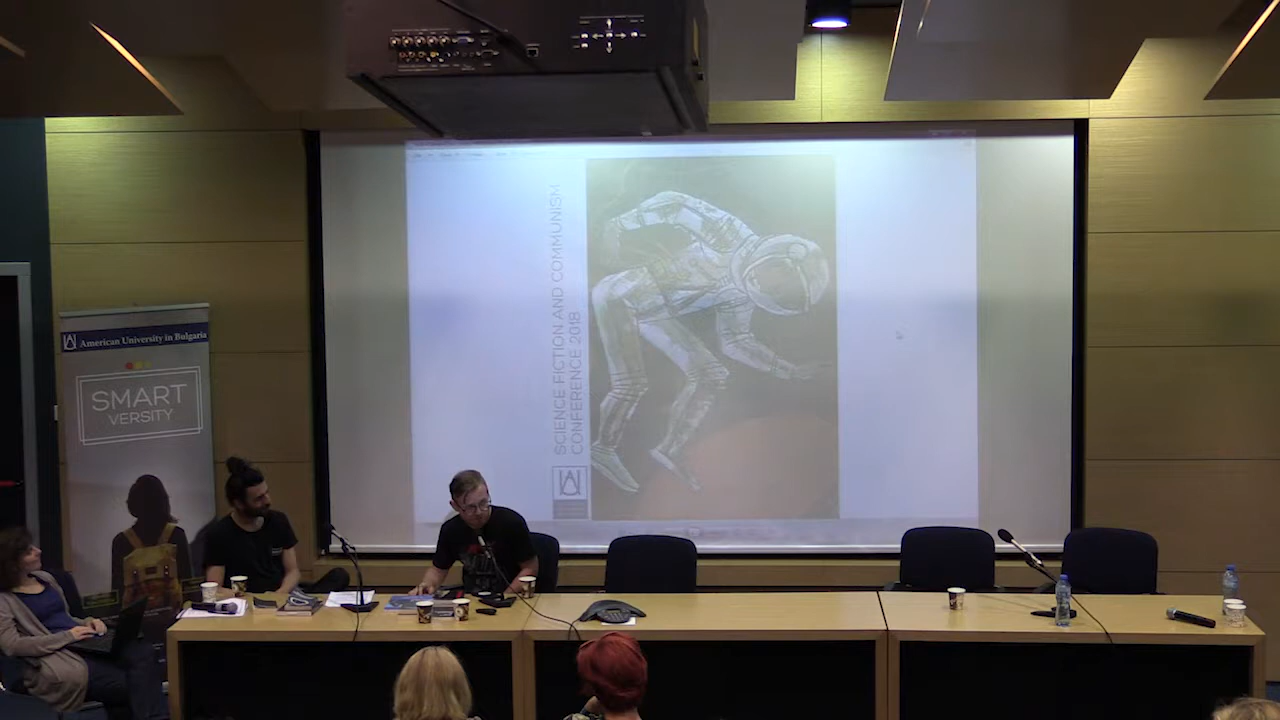 SCIENCE FICTION AND COMMUNISM
CONFERENCE 2018
American University in Bulgaria
SMART
VERSITY